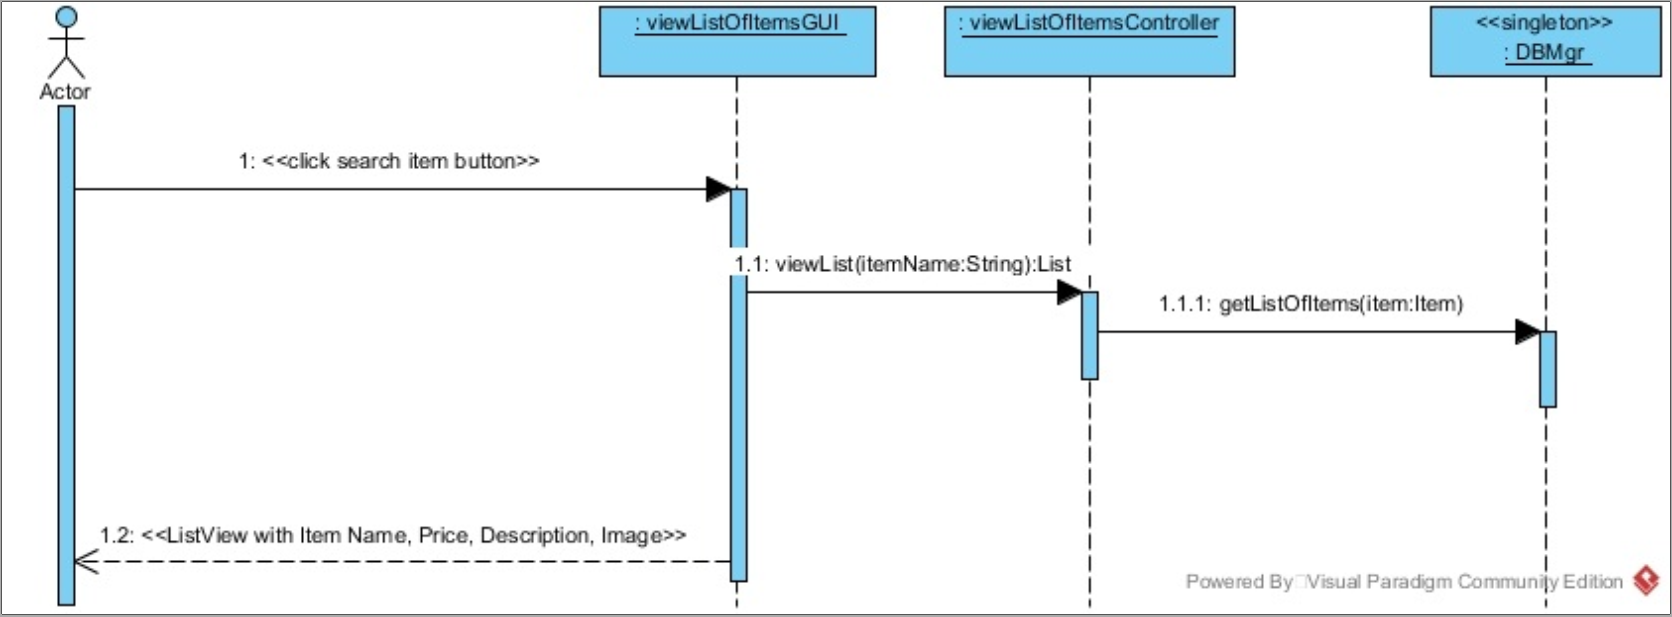 : viewListOfItemsGUI
: viewListOfItemsController
<<singleton>>
: DBMgr
Actor
1: <<click search item button>>
1.1: viewList(itemName:String):List
1.1.1: getListOfItems(item:Item)
1.2: <<ListView with Item Name, Price, Description, Image>>
Powered By Visual Paradigm Community Edition